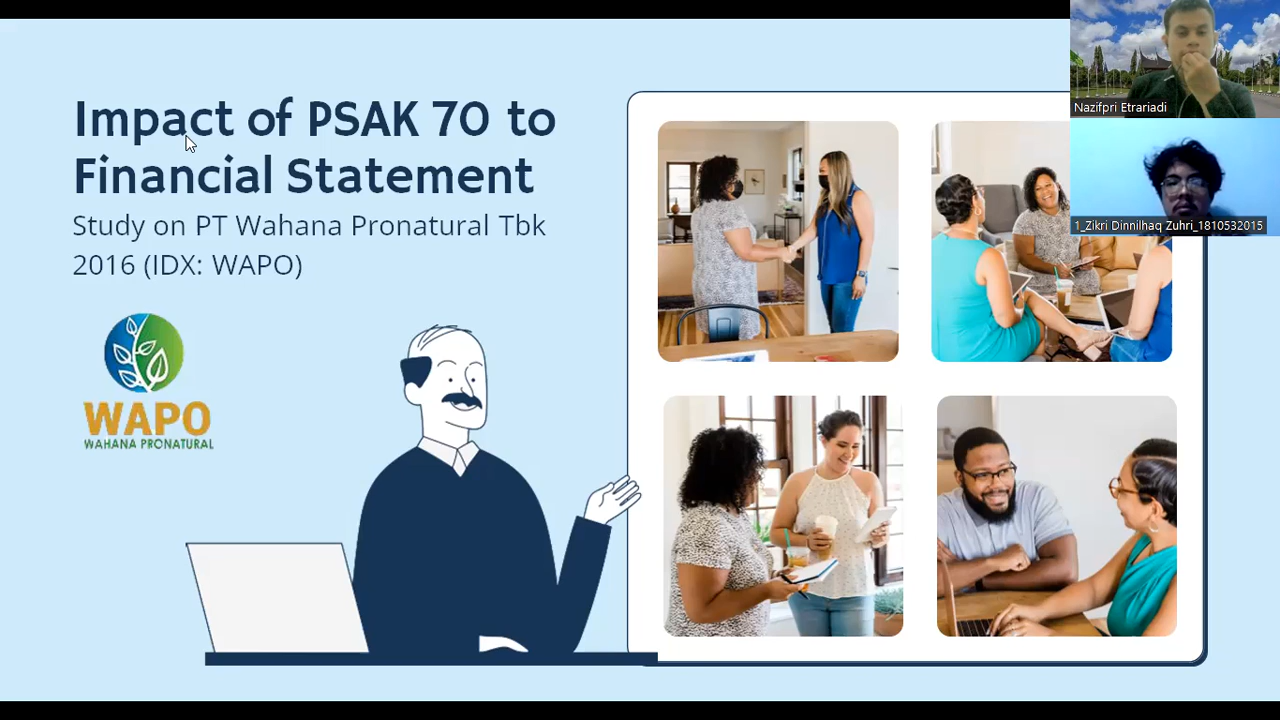 Impact of PSAK 70 to
Financial Statement
Study on PT Wahana Pronatural Tbk
2016 (IDX: WAPO)
WAPO
WAHANA PRONATURAL
Nazifpri Etrariadi
1_Zikri Dinnilhaq Zuhri_1810532015